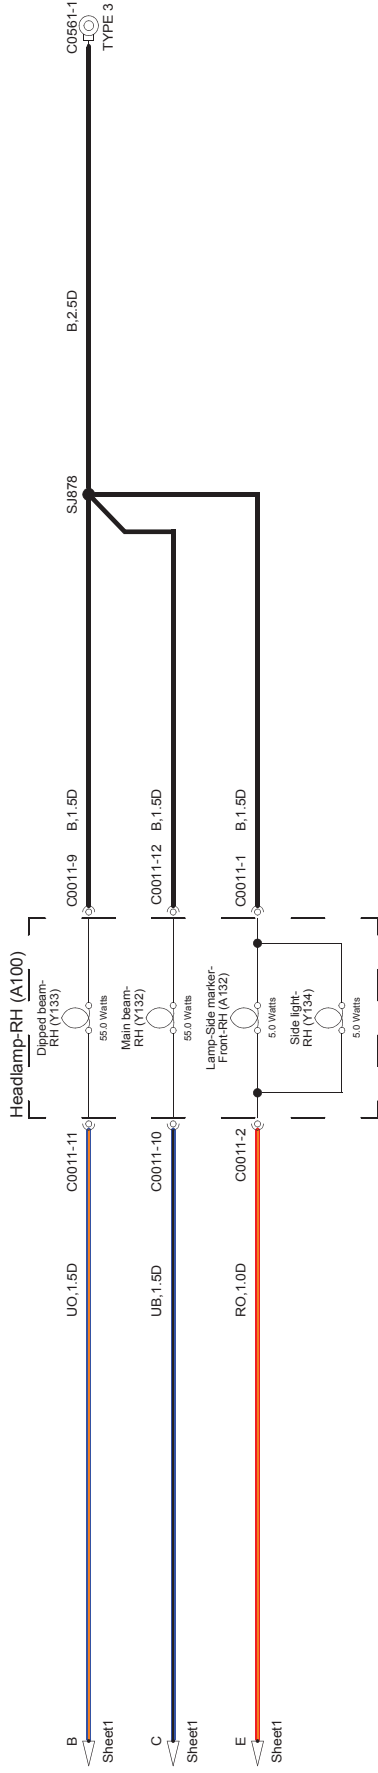 C0561-1
TYPE 3
B,2.5D
SJ878
B,1.5D
B,1.5D
B,1.5D
C0011-9
C0011-12
C0011-1
Headlamp-RH (A100)
Dipped beam-
RH (Y133)
55.0 Watts
Main beam-
RH (Y132)
55.0 Watts
Lamp-Side marker-
Front-RH (A132)
5.0 Watts
Side light-
RH (Y134)
5.0 Watts
C0011-11
C0011-10
C0011-2
UO,1.5D
UB,1.5D
RO,1.0D
B
Sheet1
C
Sheet1
E
Sheet1